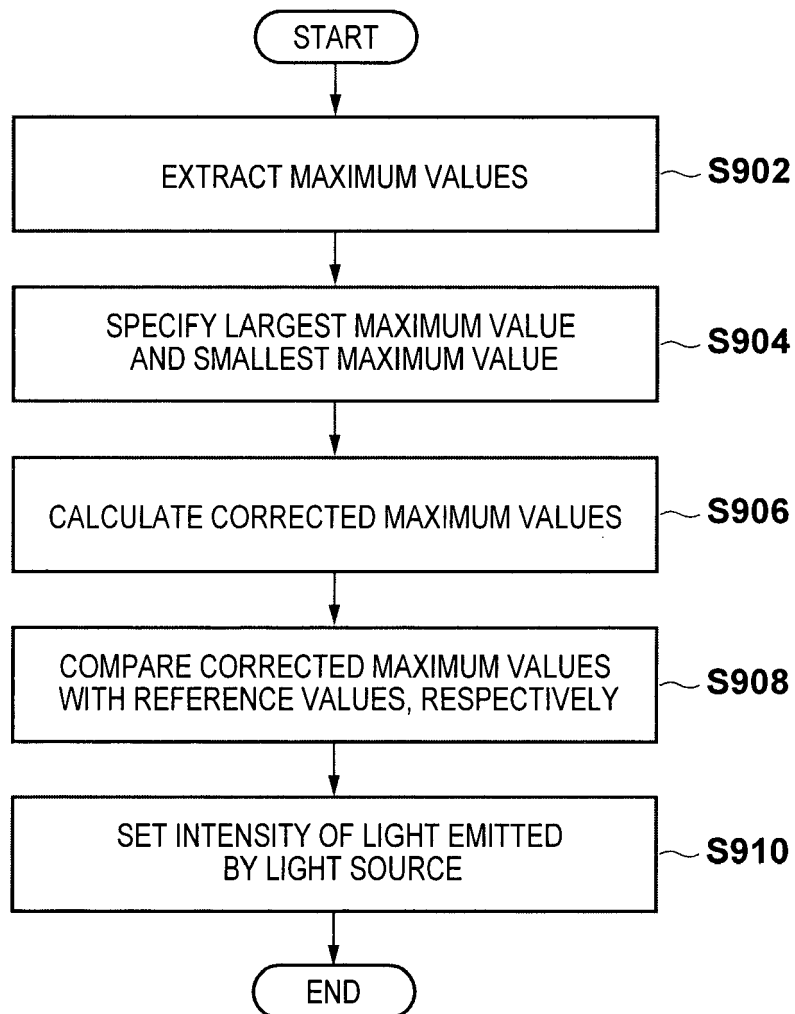 START
EXTRACT MAXIMUM VALUES
S902
SPECIFY LARGEST MAXIMUM VALUE
AND SMALLEST MAXIMUM VALUE
S904
CALCULATE CORRECTED MAXIMUM VALUES
S906
COMPARE CORRECTED MAXIMUM VALUES
WITH REFERENCE VALUES, RESPECTIVELY
S908
SET INTENSITY OF LIGHT EMITTED
BY LIGHT SOURCE
S910
END